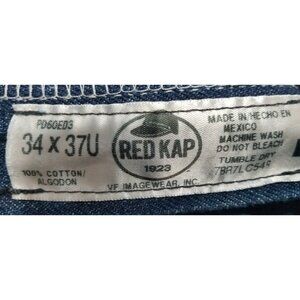 PD60ED3
34 X 37U
100% COTTON/
ALGODON
RED KAP
1923
VF IMAGEWEAR, INC.
MADE IN/HECHO EN
MEXICO
MACHINE WASH
DO NOT BLEACH
TUMBLE DRY